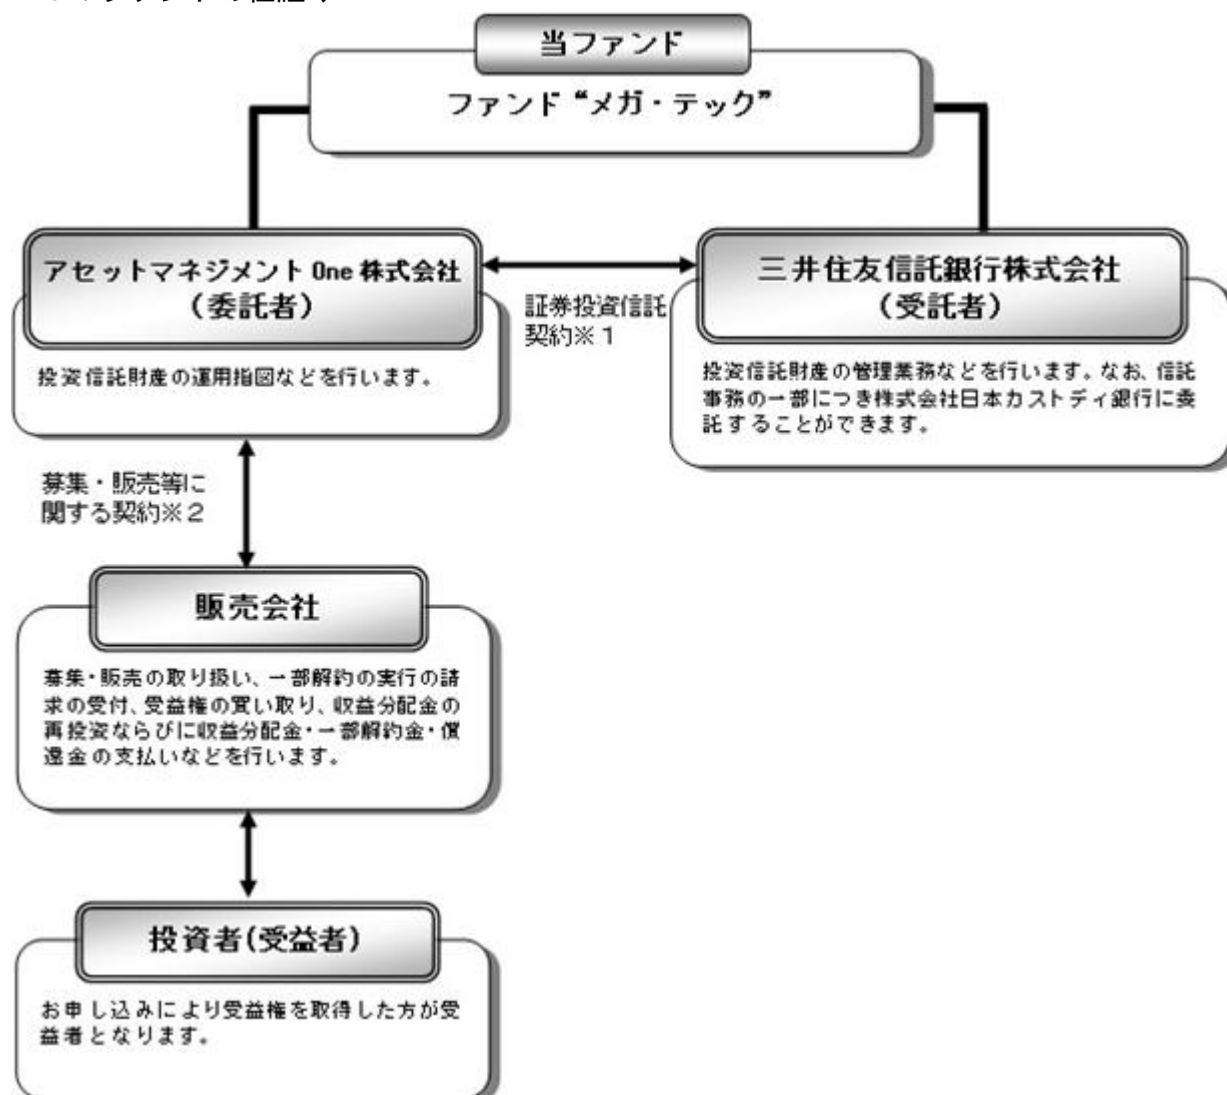 当ファンド
ファンド“メガ・テック”
アセットマネジメント One 株式会社
(委託者)
投資信託財産の運用指図などを行います。
証券投資信託
契約※1
三井住友信託銀行株式会社
(受託者)
投資信託財産の管理業務などを行います。なお、信託
事務の一部につき株式会社日本カストディ銀行に委
託することができます。
募集・販売等に
関する契約※2
販売会社
募集・販売の取り扱い、一部解約の実行の請
求の受付、受益権の買い取り、収益分配金の
再投資ならびに収益分配金・一部解約金・償
還金の支払いなどを行います。
投資者(受益者)
お申し込みにより受益権を取得した方が受
益者となります。